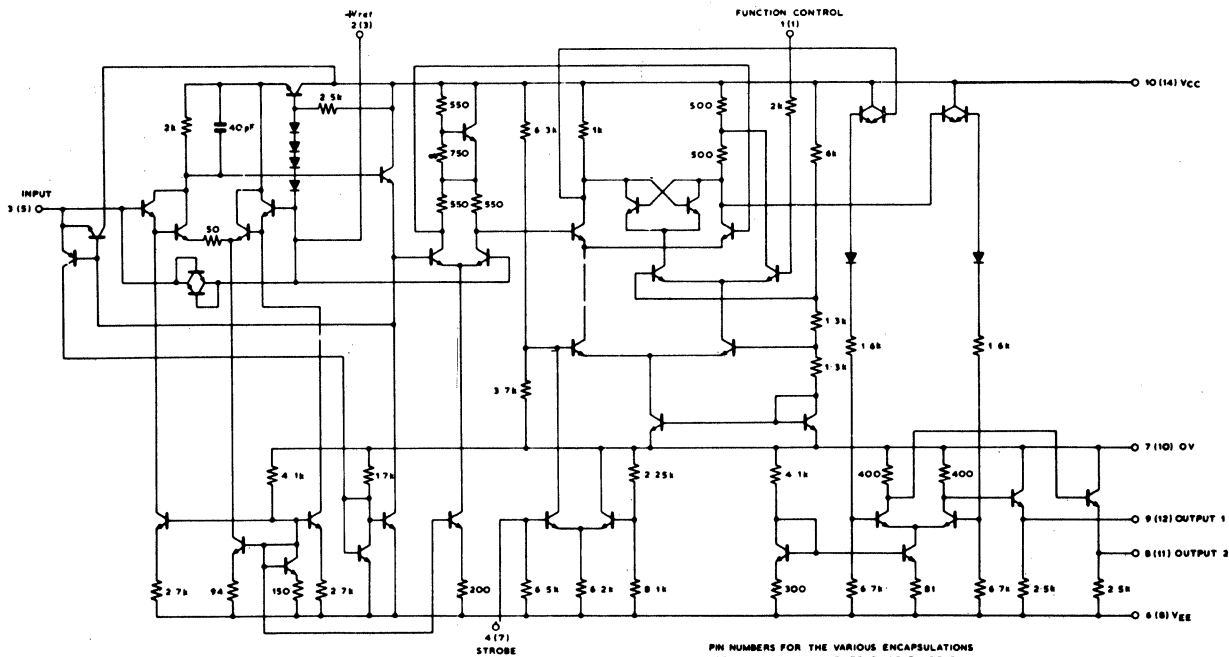 +Vref
2(3)
FUNCTION CONTROL
1(1)
10 (14) VCC
2.5k
550
500
2k
2k
40pF
6.3k
1k
750
500
6k
INPUT
3 (5)
550
550
50
1.3k
1.6k
1.6k
1.3k
3.7k
7 (10) 0V
4.1k
1.7k
2.25k
4.1k
400
400
9 (12) OUTPUT 1
8 (11) OUTPUT 2
2.7k
94
150
2.7k
200
6.5k
6.2k
8.1k
300
6.7k
81
6.7k
2.5k
2.5k
6 (8) VEE
4 (7)
STROBE
PIN NUMBERS FOR THE VARIOUS ENCAPSULATIONS